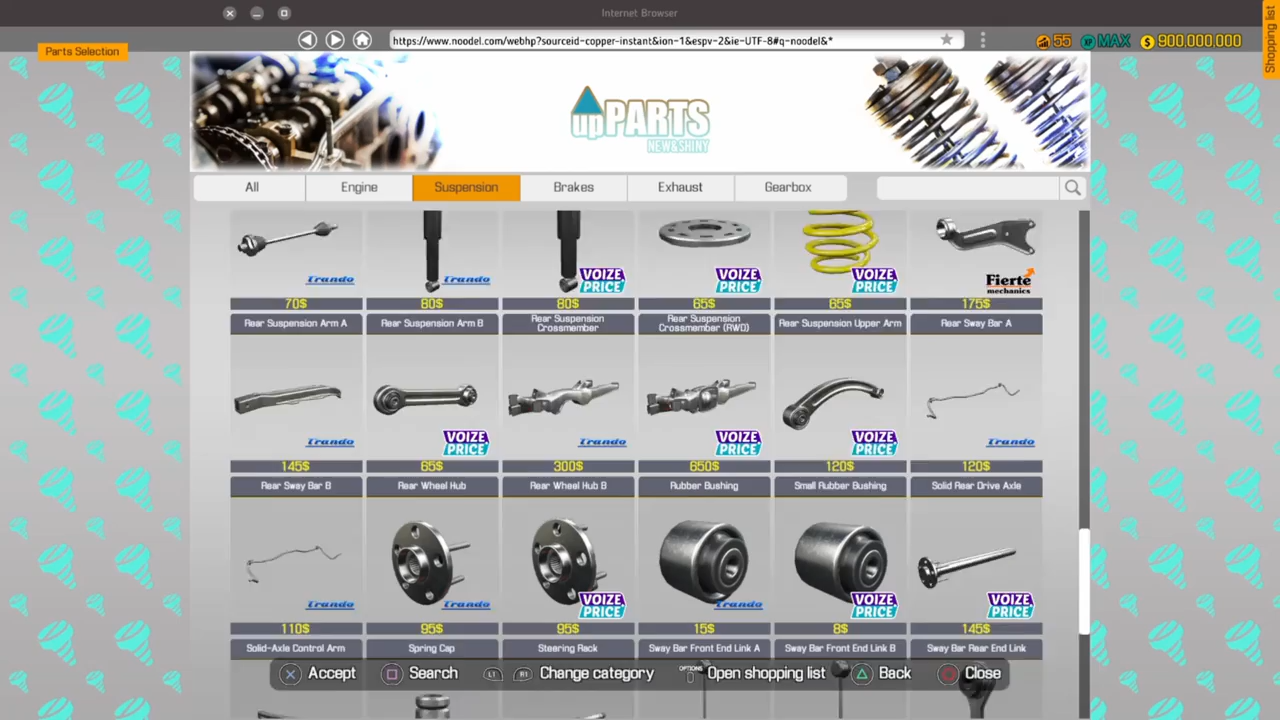 Internet Browser
Parts Selection
https://www.noodel.com/webhp?sourceid-copper-instant&ion-1&espv-2&ie-UTF-8#q-noodel&*
55
XP MAX
$ 900.000.000
Shopping list
upPARTS
NEW&SHINY
All
Engine
Suspension
Brakes
Exhaust
Gearbox
Trando
Trando
VOIZE PRICE
VOIZE PRICE
VOIZE PRICE
Fierte mechanics
70$
80$
80$
65$
65$
175$
Rear Suspension Arm A
Rear Suspension Arm B
Rear Suspension
Crossmember
Rear Suspension
Crossmember (RWD)
Rear Suspension Upper Arm
Rear Sway Bar A
Trando
VOIZE PRICE
Trando
VOIZE PRICE
VOIZE PRICE
Trando
145$
65$
300$
650$
120$
120$
Rear Sway Bar B
Rear Wheel Hub
Rear Wheel Hub B
Rubber Bushing
Small Rubber Bushing
Solid Rear Drive Axle
Trando
Trando
VOIZE PRICE
Trando
VOIZE PRICE
VOIZE PRICE
110$
95$
95$
15$
8$
145$
Solid-Axle Control Arm
Spring Cap
Steering Rack
Sway Bar Front End Link A
Sway Bar Front End Link B
Sway Bar Rear End Link
Accept
Search
L1
R1
Change category
OPTIONS
Open shopping list
Back
Close